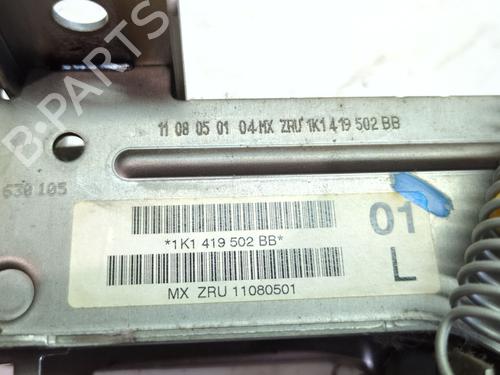 B-PARTS
11 08 05 01 04 MX ZRU 1K1 419 502 BB
630 105
*1K1 419 502 BB*
01
L
MX ZRU 11080501